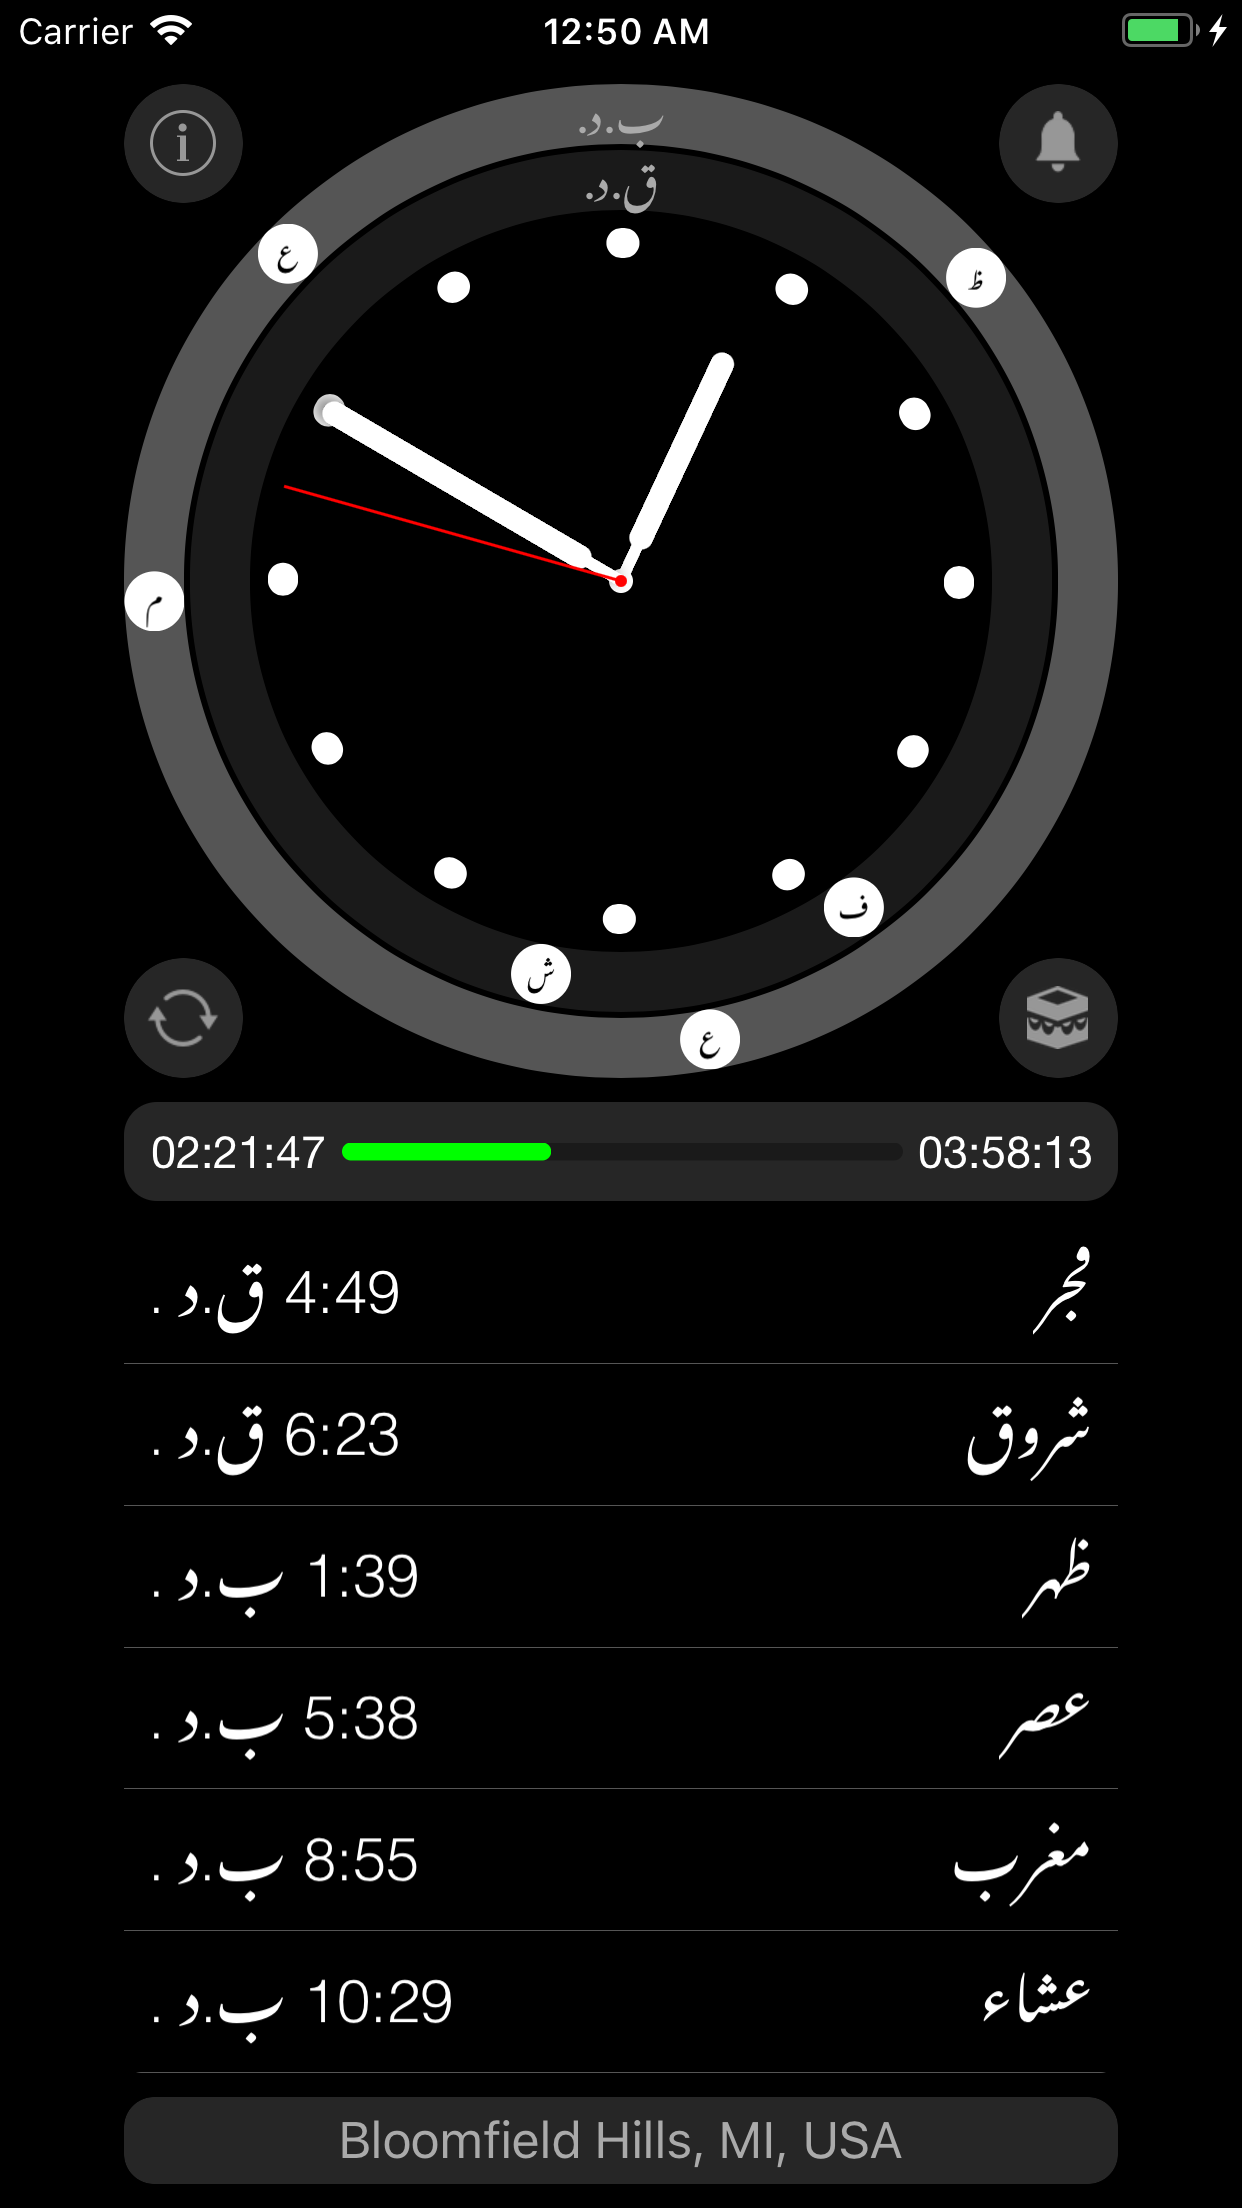 Carrier 12:50 AM
ب.د.
ق.د.
ع
ظ
م
ف
ش
ع
02:21:47 03:58:13
فجر 4:49 ق.د.
شروق 6:23 ق.د.
ظهر 1:39 ب.د.
عصر 5:38 ب.د.
مغرب 8:55 ب.د.
عشاء 10:29 ب.د.
Bloomfield Hills, MI, USA